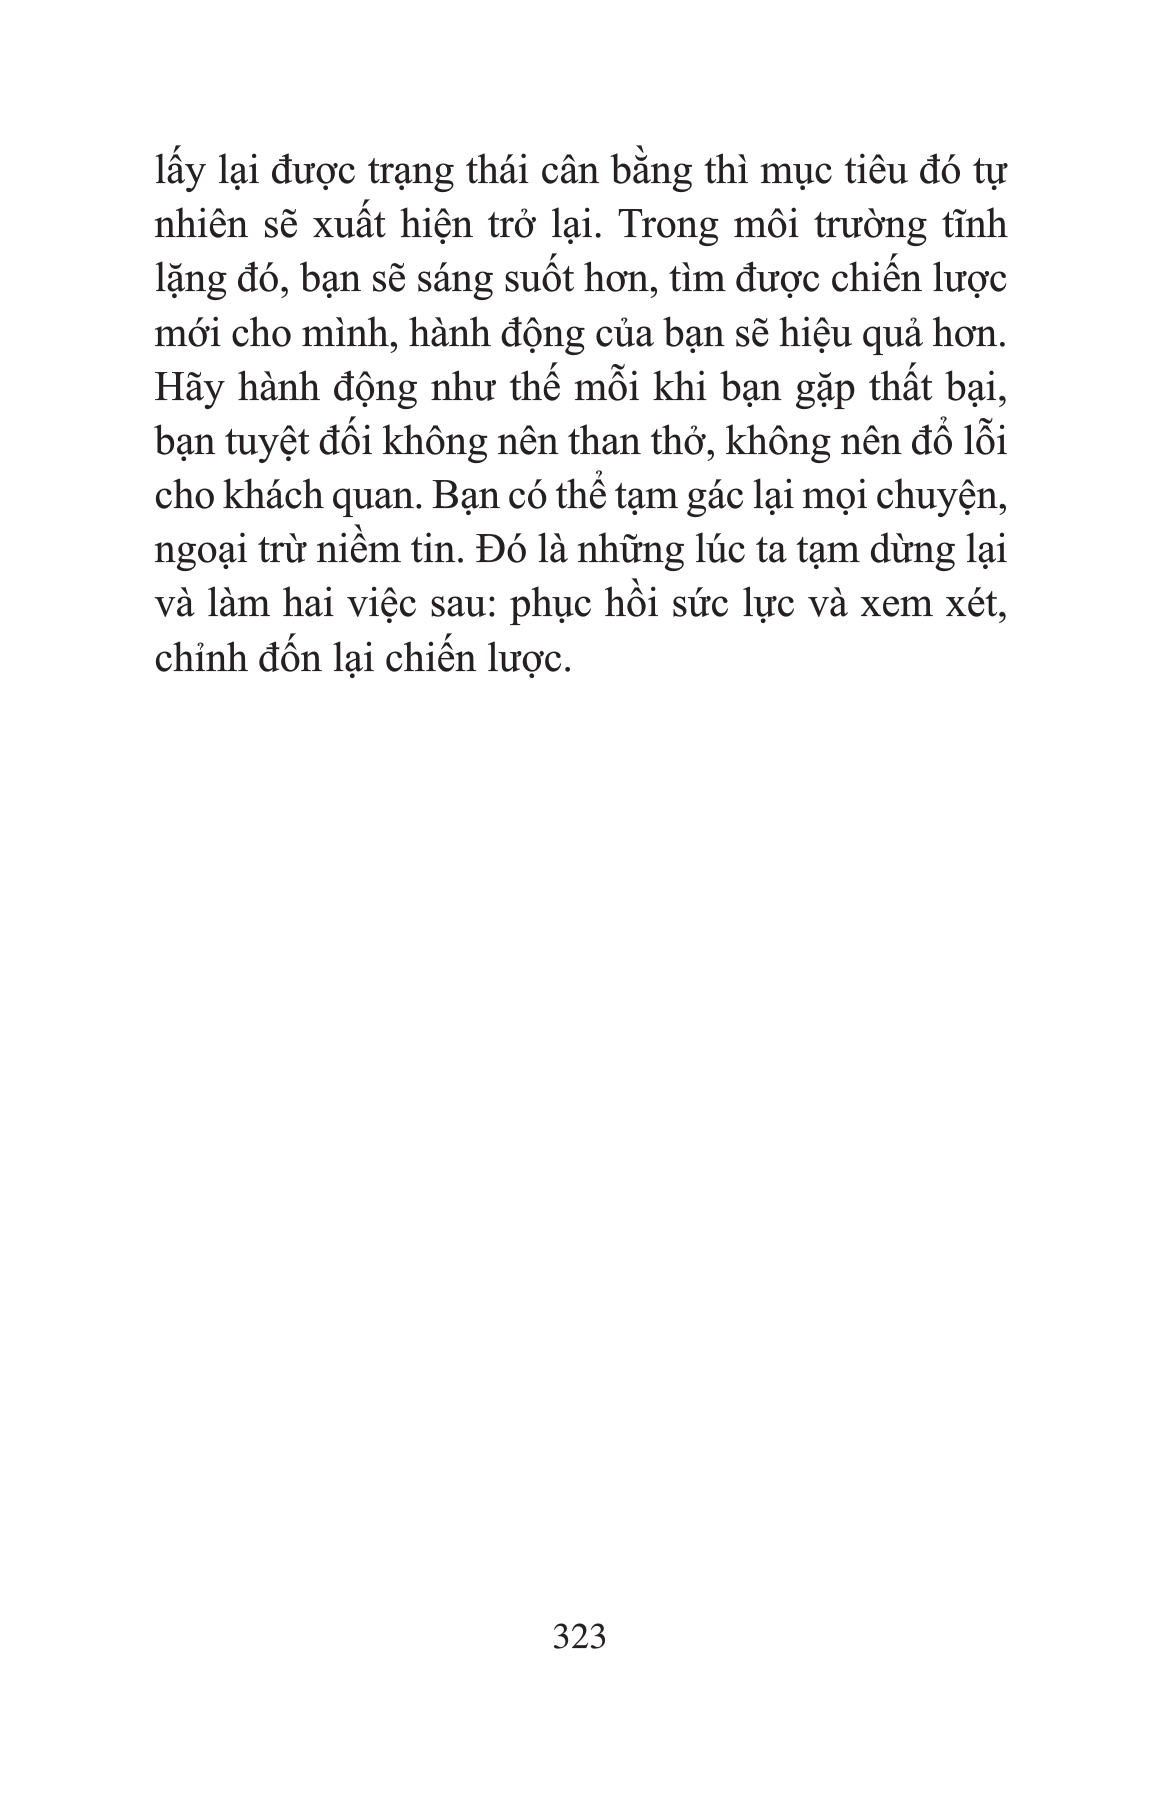 lấy lại được trạng thái cân bằng thì mục tiêu đó tự
nhiên sẽ xuất hiện trở lại. Trong môi trường tĩnh
lặng đó, bạn sẽ sáng suốt hơn, tìm được chiến lược
mới cho mình, hành động của bạn sẽ hiệu quả hơn.
Hãy hành động như thế mỗi khi bạn gặp thất bại,
bạn tuyệt đối không nên than thở, không nên đổ lỗi
cho khách quan. Bạn có thể tạm gác lại mọi chuyện,
ngoại trừ niềm tin. Đó là những lúc ta tạm dừng lại
và làm hai việc sau: phục hồi sức lực và xem xét,
chỉnh đốn lại chiến lược.
323